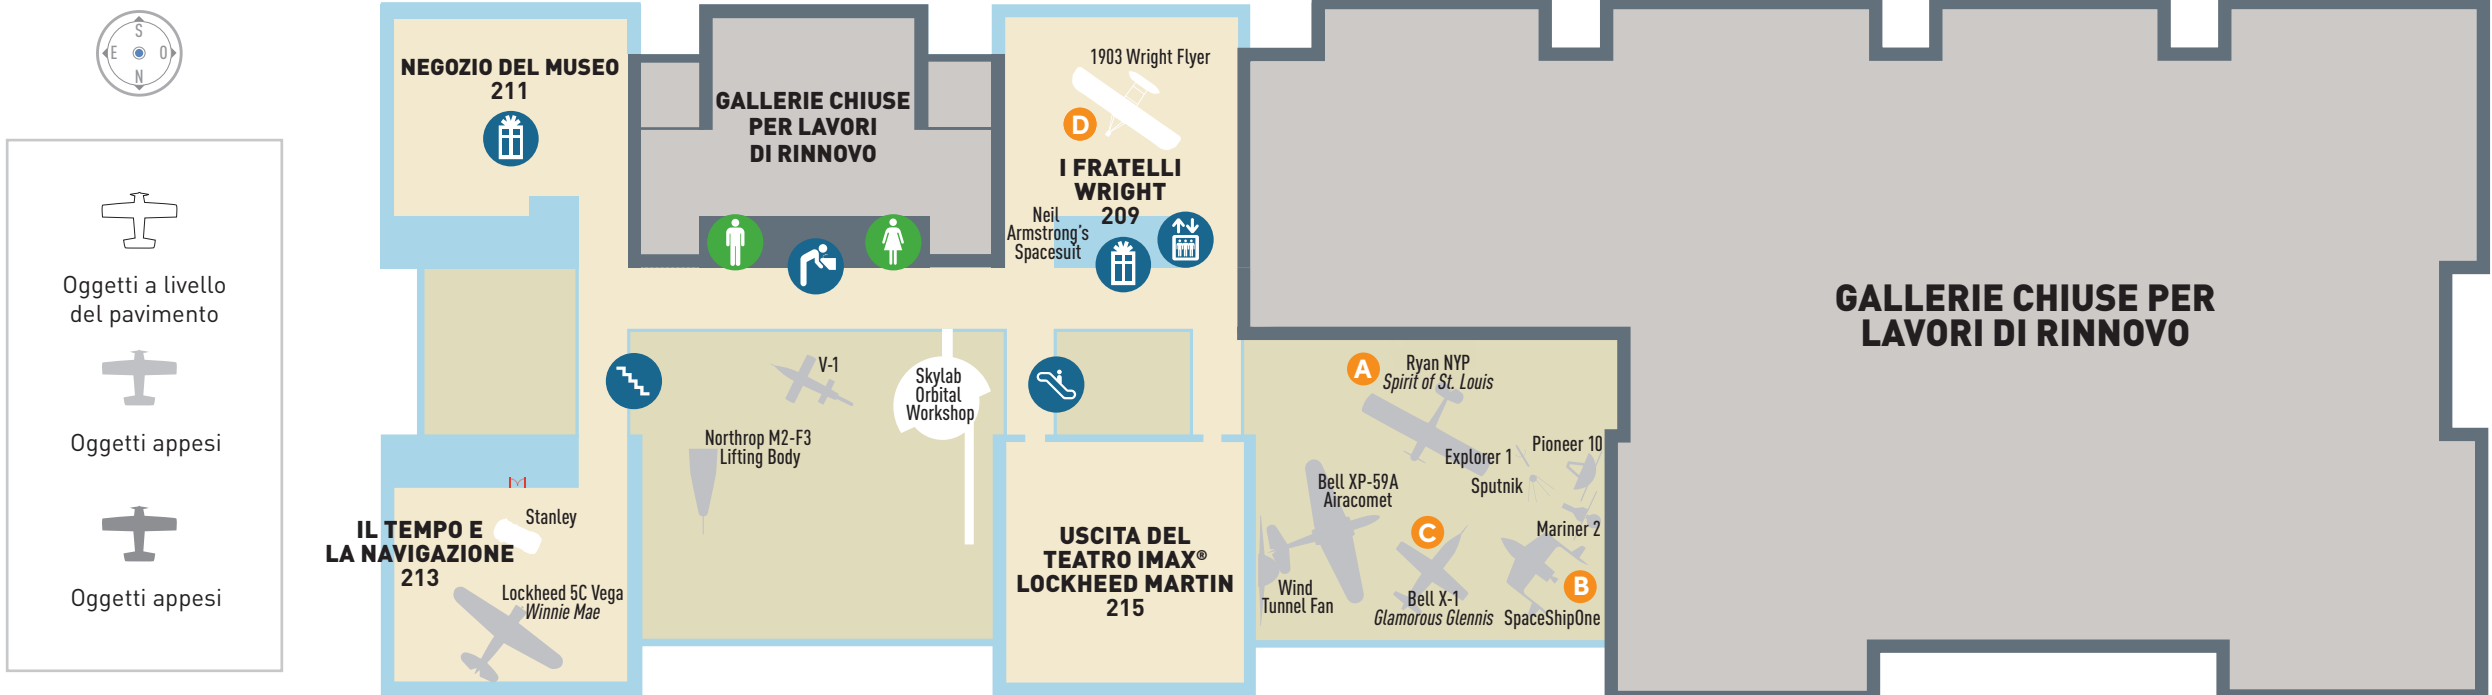 S
E
O
N
Oggetti a livello
del pavimento
Oggetti appesi
Oggetti appesi
NEGOZIO DEL MUSEO
211
GALLERIE CHIUSE
PER LAVORI
DI RINNOVO
1903 Wright Flyer
D
I FRATELLI
WRIGHT
209
Neil
Armstrong's
Spacesuit
GALLERIE CHIUSE PER
LAVORI DI RINNOVO
V-1
Skylab
Orbital
Workshop
Northrop M2-F3
Lifting Body
A
Ryan NYP
Spirit of St. Louis
Pioneer 10
Explorer 1
Sputnik
Bell XP-59A
Airacomet
Mariner 2
C
B
Wind
Tunnel Fan
Bell X-1
Glamorous Glennis
SpaceShipOne
Stanley
IL TEMPO E
LA NAVIGAZIONE
213
Lockheed 5C Vega
Winnie Mae
USCITA DEL
TEATRO IMAX®
LOCKHEED MARTIN
215